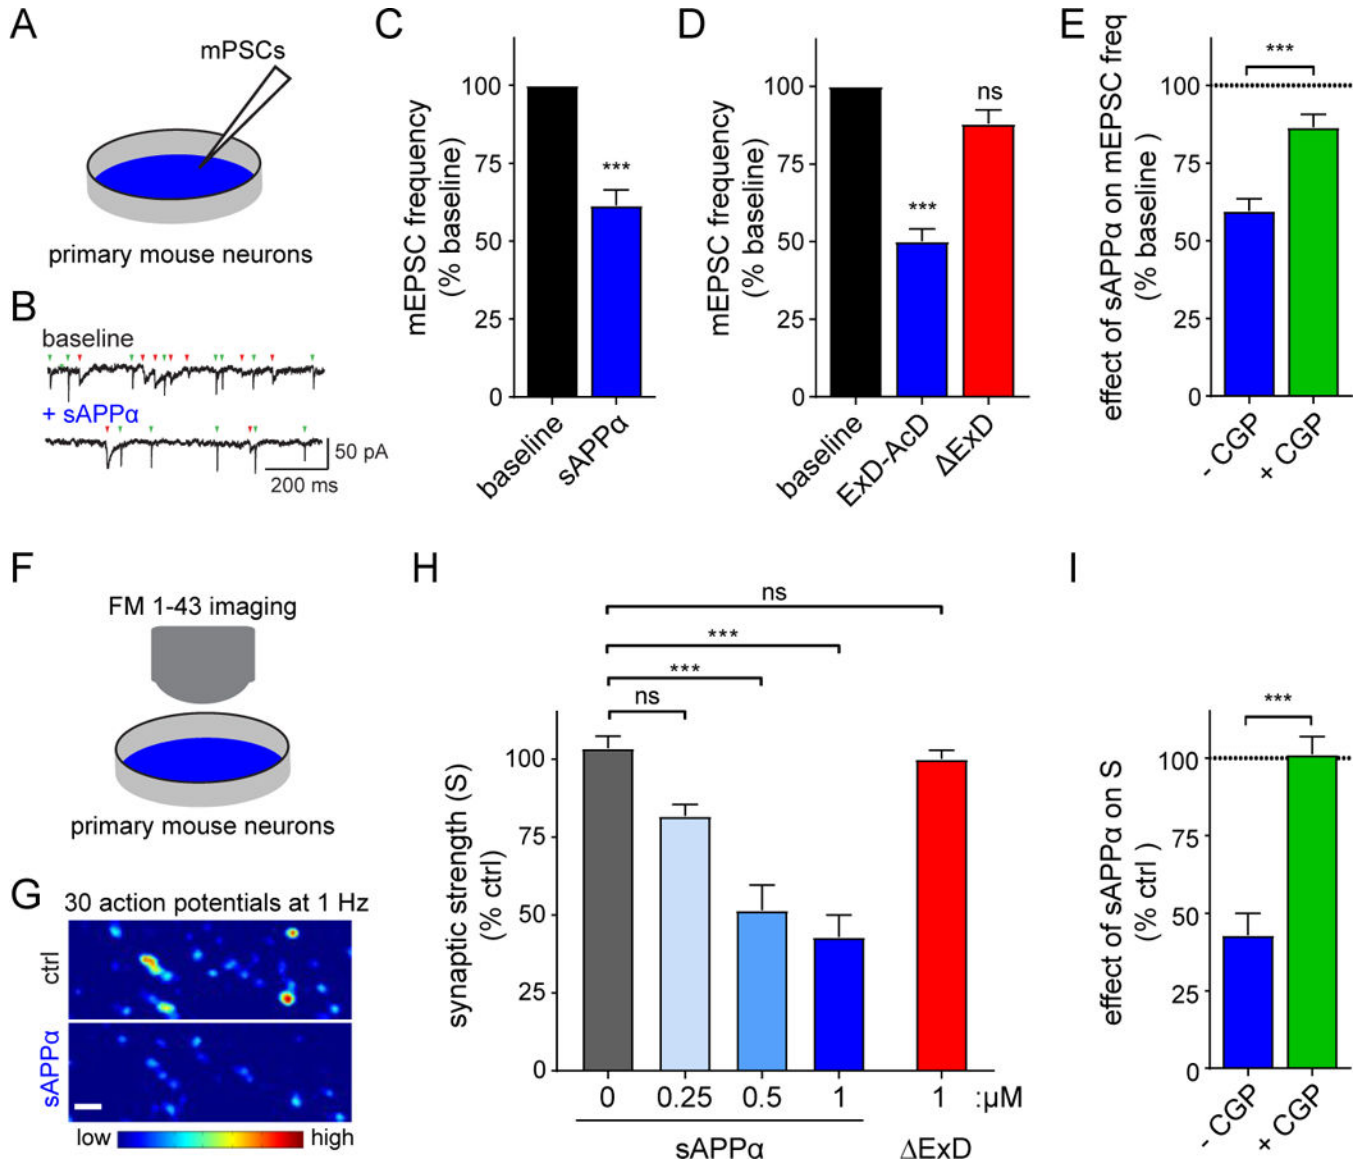 A
mPSCs
primary mouse neurons
B
baseline
+ sAPPα
50 pA
200 ms
C
mEPSC frequency
(% baseline)
100
75
50
25
0
***
baseline
sAPPα
D
mEPSC frequency
(% baseline)
100
75
50
25
0
***
ns
baseline
ExD-AcD
ΔExD
E
effect of sAPPα on mEPSC freq
(% baseline)
100
75
50
25
0
***
- CGP
+ CGP
F
FM 1-43 imaging
primary mouse neurons
G
30 action potentials at 1 Hz
ctrl
sAPPα
low
high
H
synaptic strength (S)
(% ctrl)
100
75
50
25
0
ns
***
***
ns
0 0.25 0.5 1 1 :µM
sAPPα ΔExD
I
effect of sAPPα on S
(% ctrl )
100
75
50
25
0
***
- CGP
+ CGP